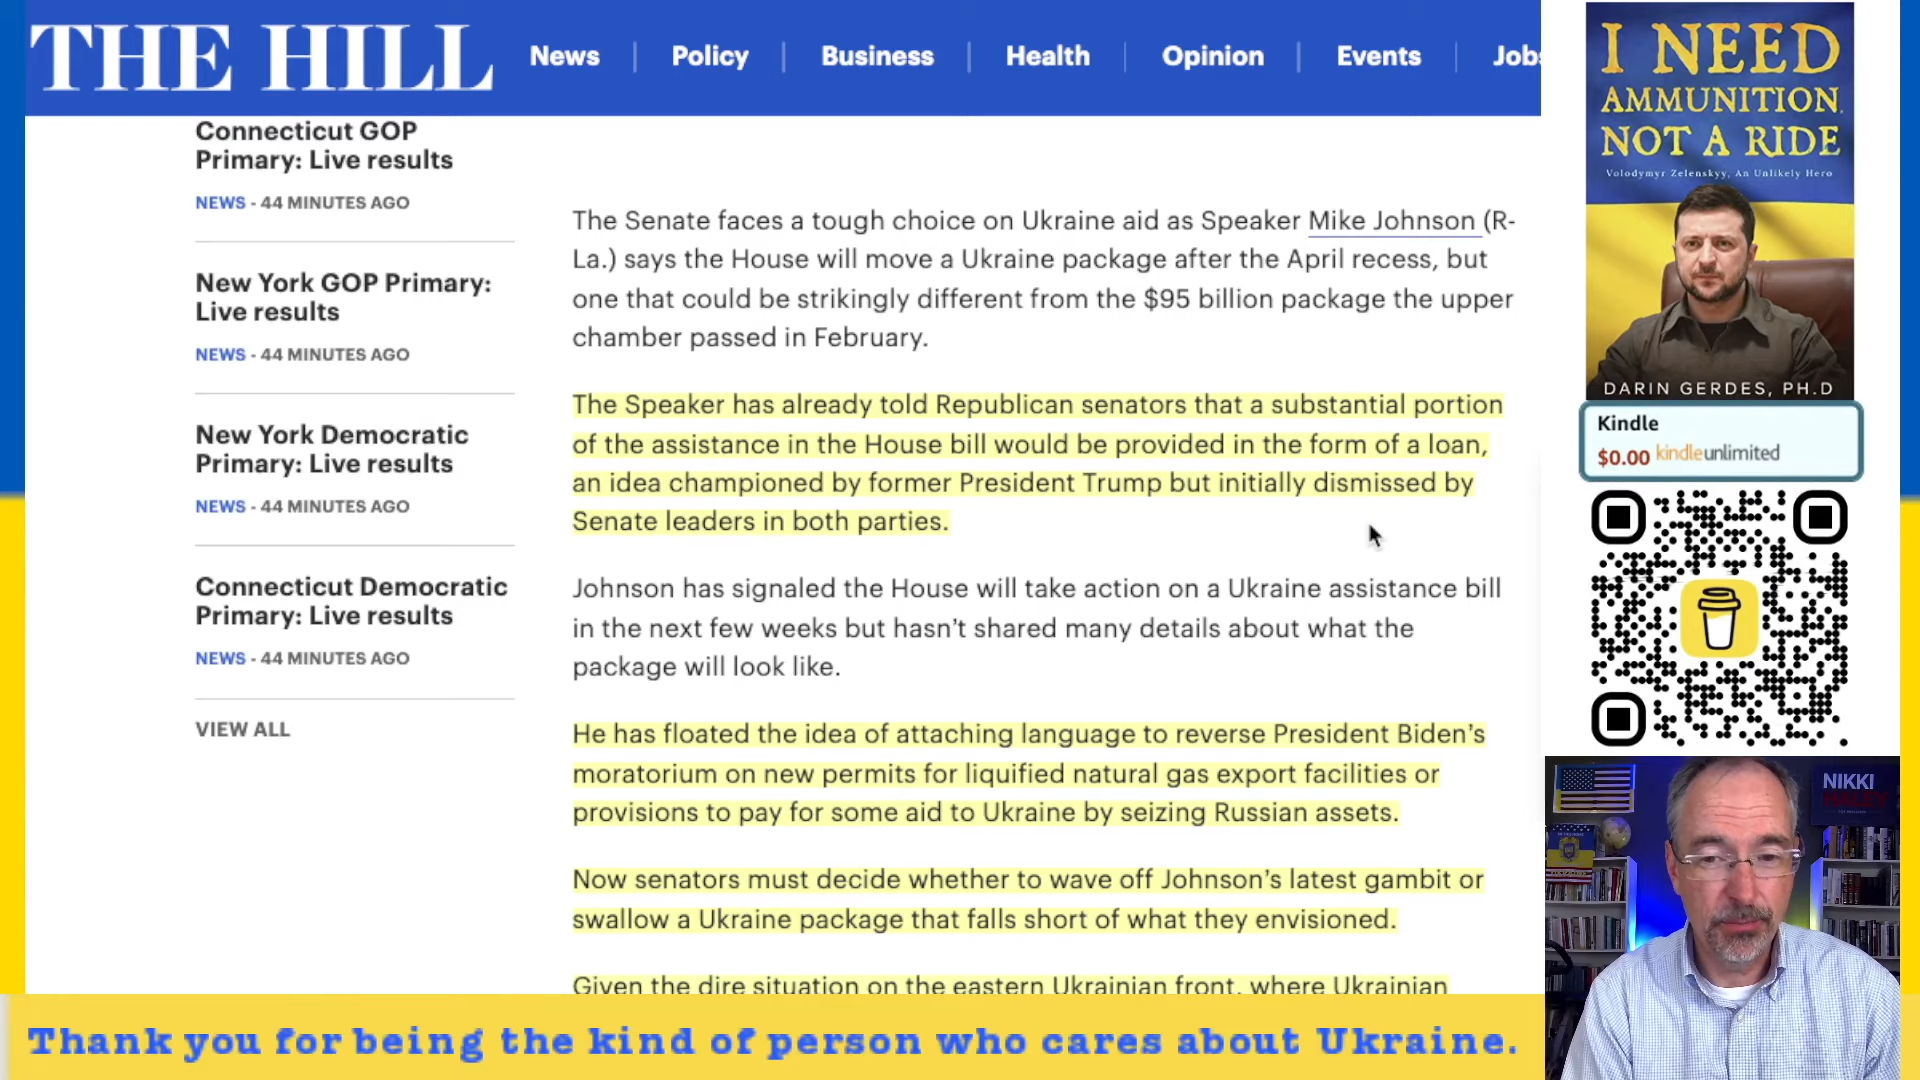 THE HILL
News
Policy
Business
Health
Opinion
Events
Connecticut GOP
Primary: Live results
NEWS - 44 MINUTES AGO
New York GOP Primary:
Live results
NEWS - 44 MINUTES AGO
New York Democratic
Primary: Live results
NEWS - 44 MINUTES AGO
Connecticut Democratic
Primary: Live results
NEWS - 44 MINUTES AGO
VIEW ALL
The Senate faces a tough choice on Ukraine aid as Speaker Mike Johnson (R-
La.) says the House will move a Ukraine package after the April recess, but
one that could be strikingly different from the $95 billion package the upper
chamber passed in February.
The Speaker has already told Republican senators that a substantial portion
of the assistance in the House bill would be provided in the form of a loan,
an idea championed by former President Trump but initially dismissed by
Senate leaders in both parties.
Johnson has signaled the House will take action on a Ukraine assistance bill
in the next few weeks but hasn’t shared many details about what the
package will look like.
He has floated the idea of attaching language to reverse President Biden’s
moratorium on new permits for liquified natural gas export facilities or
provisions to pay for some aid to Ukraine by seizing Russian assets.
Now senators must decide whether to wave off Johnson’s latest gambit or
swallow a Ukraine package that falls short of what they envisioned.
Given the dire situation on the eastern Ukrainian front, where Ukrainian
I NEED
AMMUNITION,
NOT A RIDE
Volodymyr Zelenskyy, An Unlikely Hero
DARIN GERDES, PH.D
Kindle
$0.00 kindleunlimited
NIKKI
HALEY
Thank you for being the kind of person who cares about Ukraine.